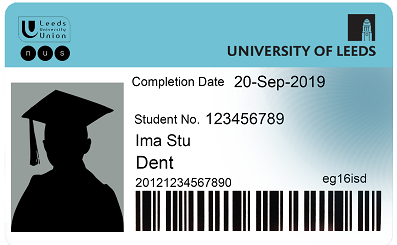 Leeds
University
Union
nus
UNIVERSITY OF LEEDS
Completion Date 20-Sep-2019
Student No. 123456789
Ima Stu
Dent
20121234567890
eg16isd